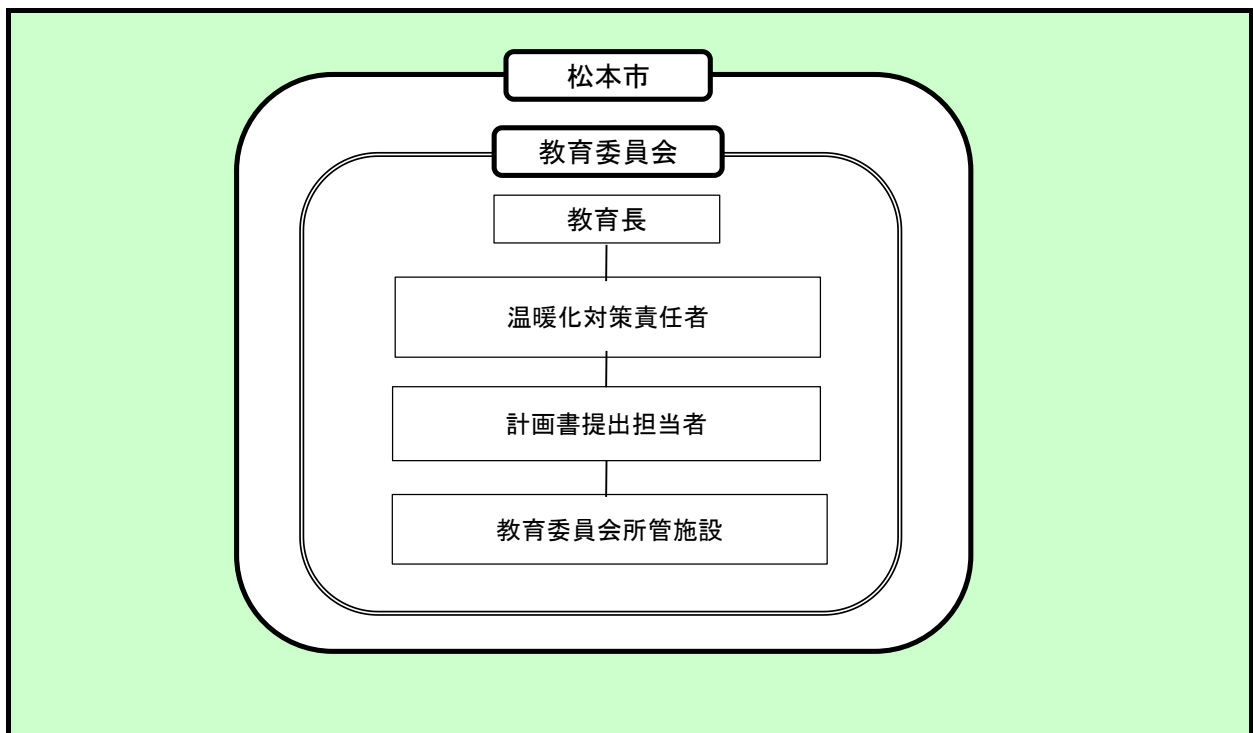 松本市
教育委員会
教育長
温暖化対策責任者
計画書提出担当者
教育委員会所管施設